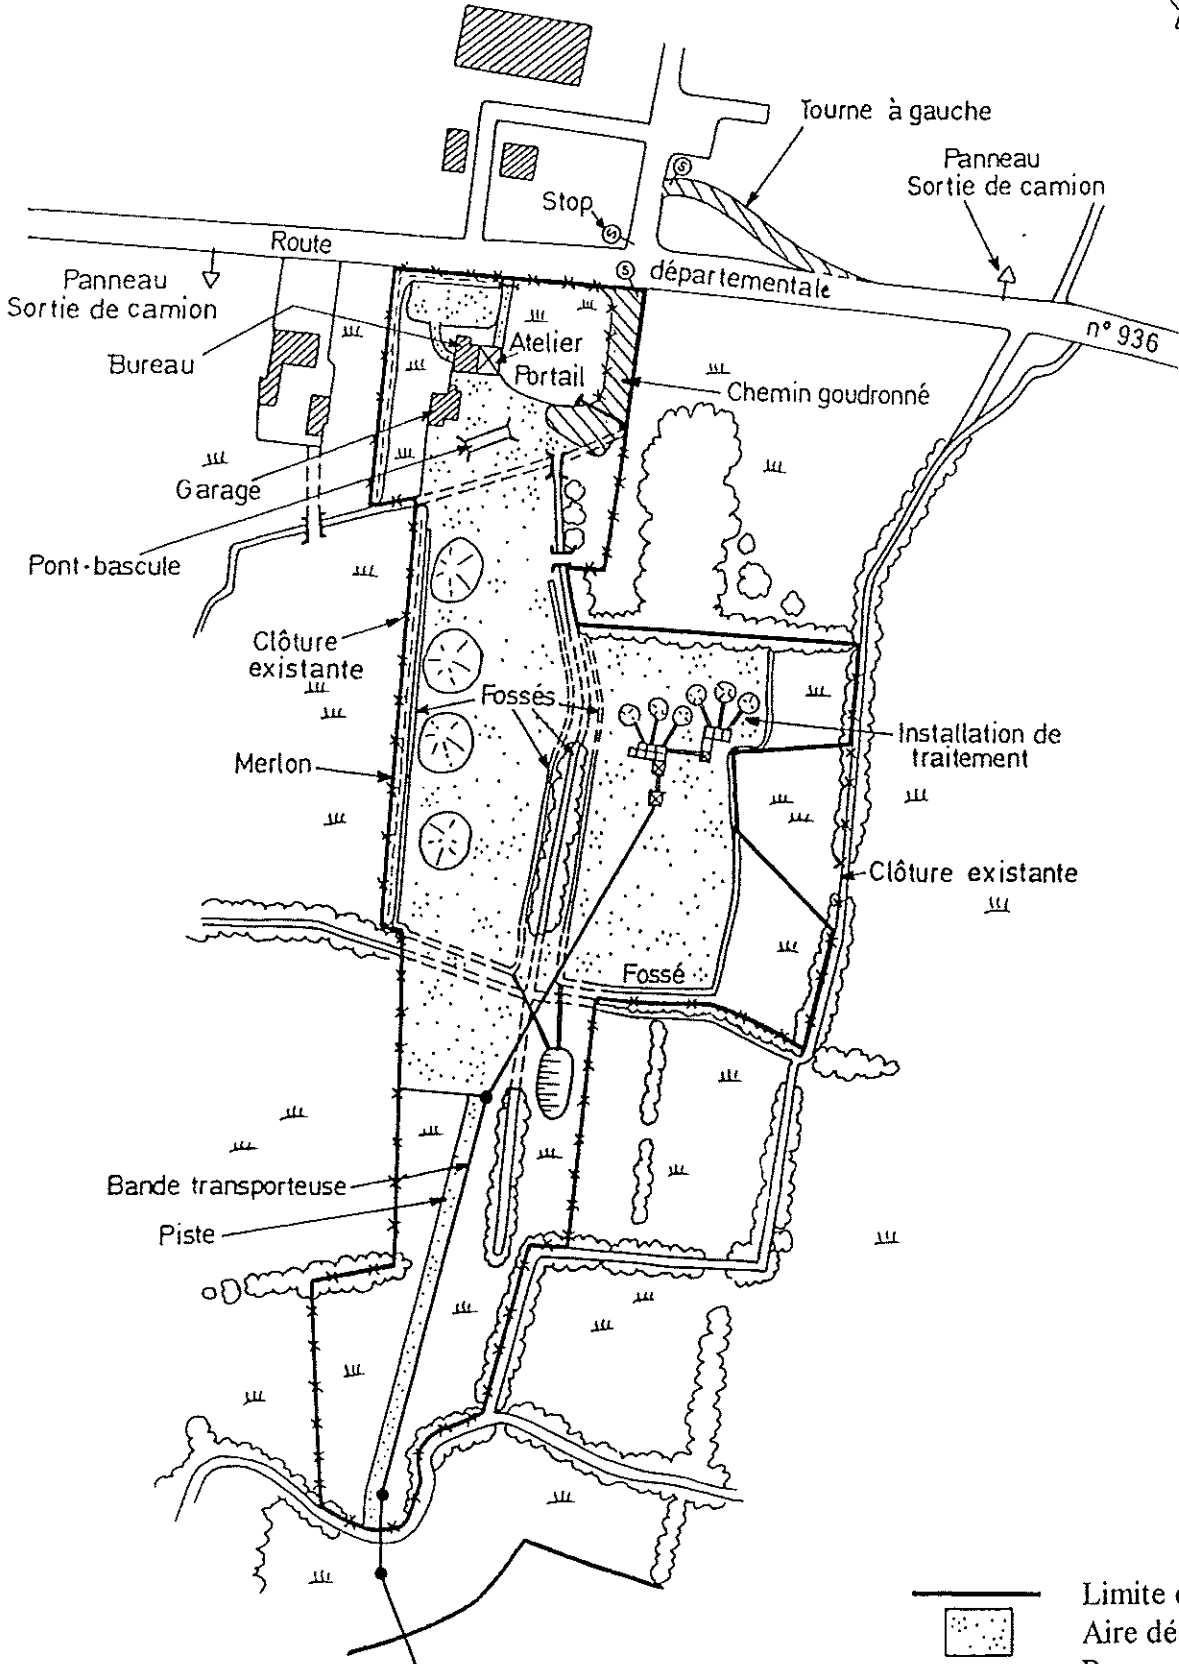 Tourne à gauche
Panneau
Sortie de camion
Stop
S
S
S
Route
départementale
n° 936
Panneau
Sortie de camion
Bureau
Atelier
Portail
Chemin goudronné
Garage
Pont-bascule
Clôture
existante
Fossés
Installation de
traitement
Merlon
Clôture existante
Fossé
Bande transporteuse
Piste
Limite
Aire